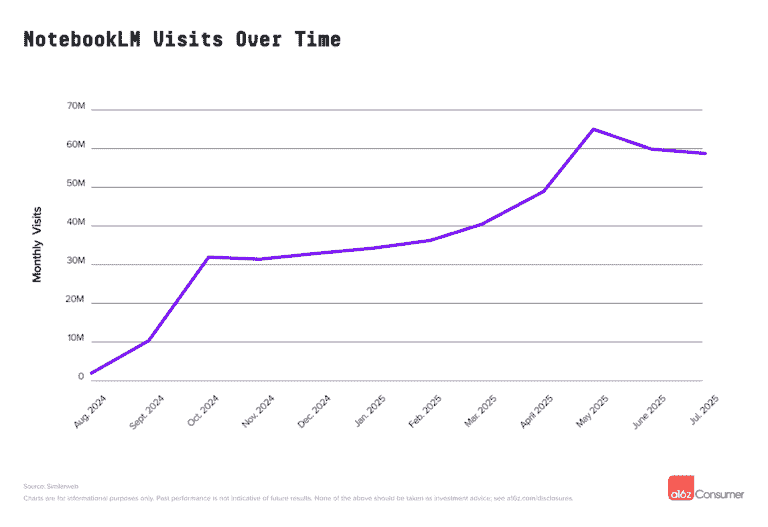 NotebookLM Visits Over Time
Monthly Visits
70M
60M
50M
40M
30M
20M
10M
0
Aug. 2024
Sept. 2024
Oct. 2024
Nov. 2024
Dec. 2024
Jan. 2025
Feb. 2025
Mar. 2025
April 2025
May 2025
June 2025
Jul. 2025
Source: Similarweb
Charts are for informational purposes only. Past performance is not indicative of future results. None of the above should be taken as investment advice; see a16z.com/disclosures.
a16z Consumer